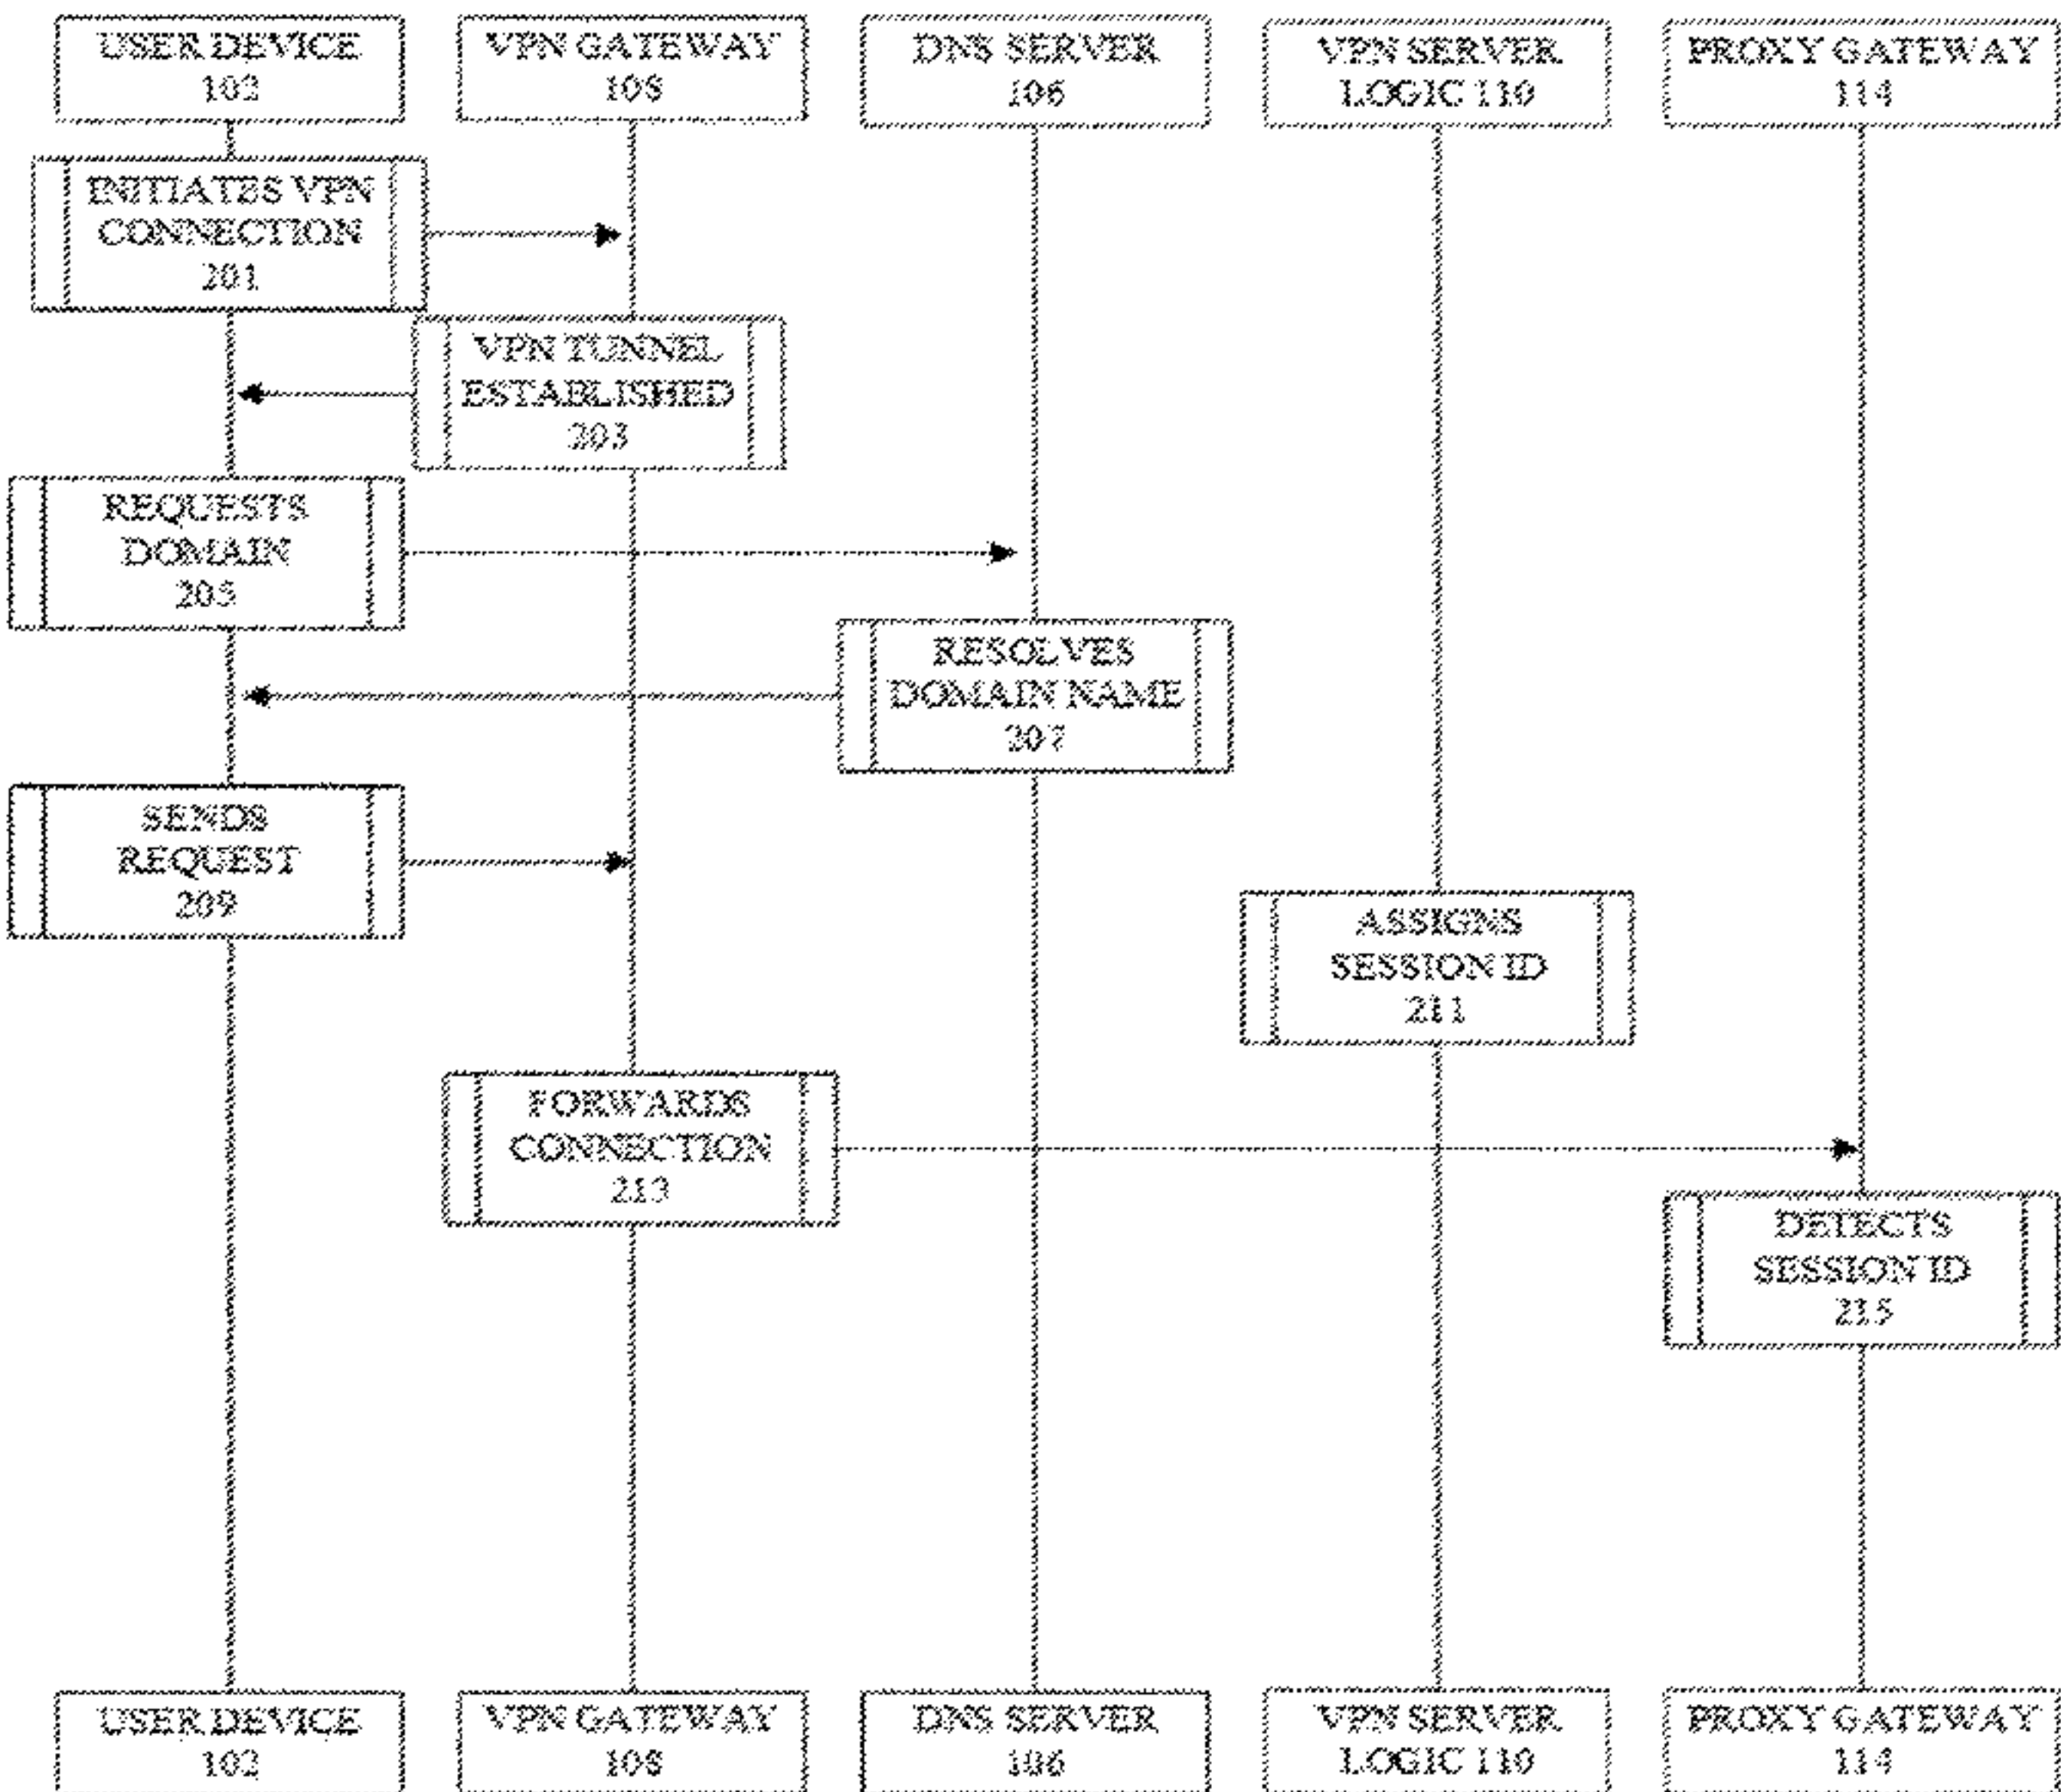 USER DEVICE
102
VPN GATEWAY
108
DNS SERVER
106
VPN SERVER
LOGIC 110
PROXY GATEWAY
114
INITIATES VPN
CONNECTION
201
VPN TUNNEL
ESTABLISHED
203
REQUESTS
DOMAIN
205
RESOLVES
DOMAIN NAME
207
SENDS
REQUEST
209
ASSIGNS
SESSION ID
211
FORWARDS
CONNECTION
213
DETECTS
SESSION ID
215
USER DEVICE
102
VPN GATEWAY
108
DNS SERVER
106
VPN SERVER
LOGIC 110
PROXY GATEWAY
114